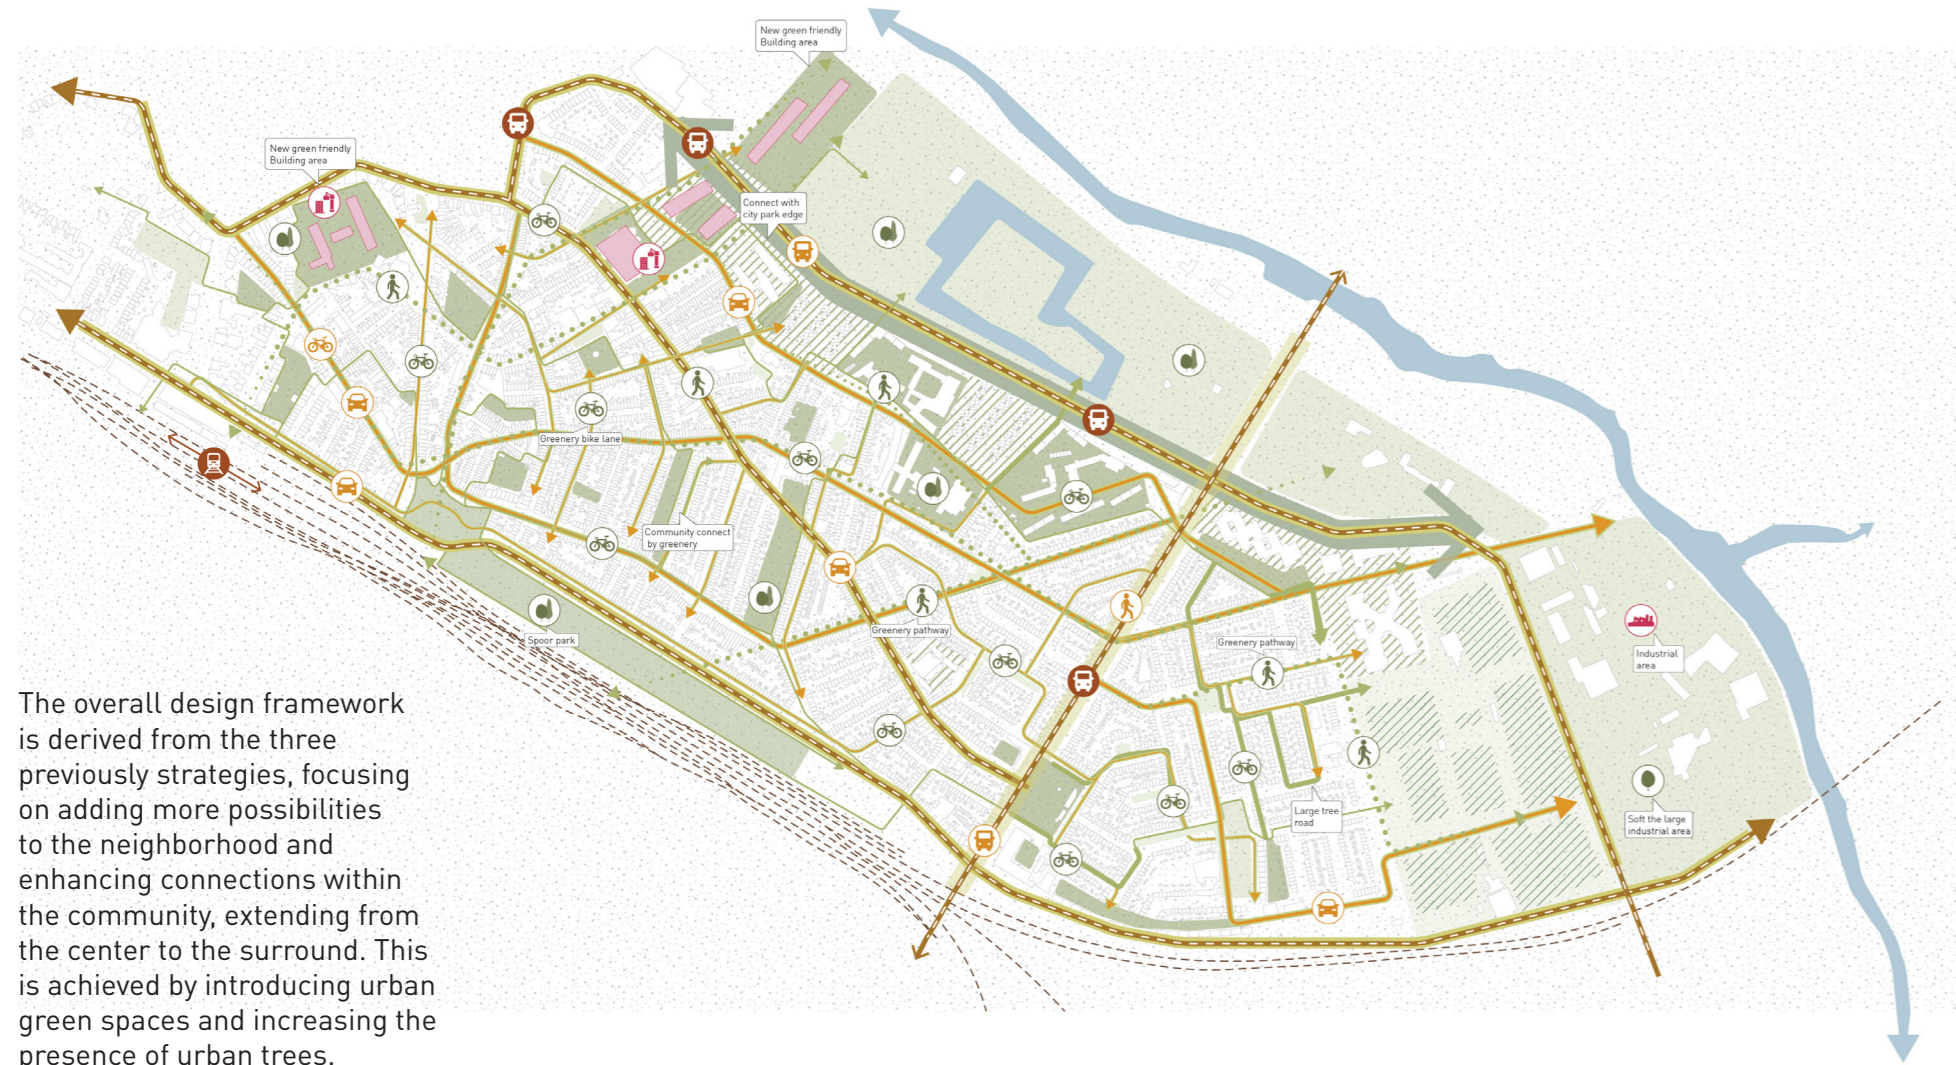 New green friendly
Building area
New green friendly
Building area
Connect with
city park edge
Greenery bike lane
Community connect
by greenery
Greenery pathway
Spoor park
Greenery pathway
Industrial
area
Large tree
road
Soft the large
industrial area
The overall design framework
is derived from the three
previously strategies, focusing
on adding more possibilities
to the neighborhood and
enhancing connections within
the community, extending from
the center to the surround. This
is achieved by introducing urban
green spaces and increasing the
presence of urban trees.